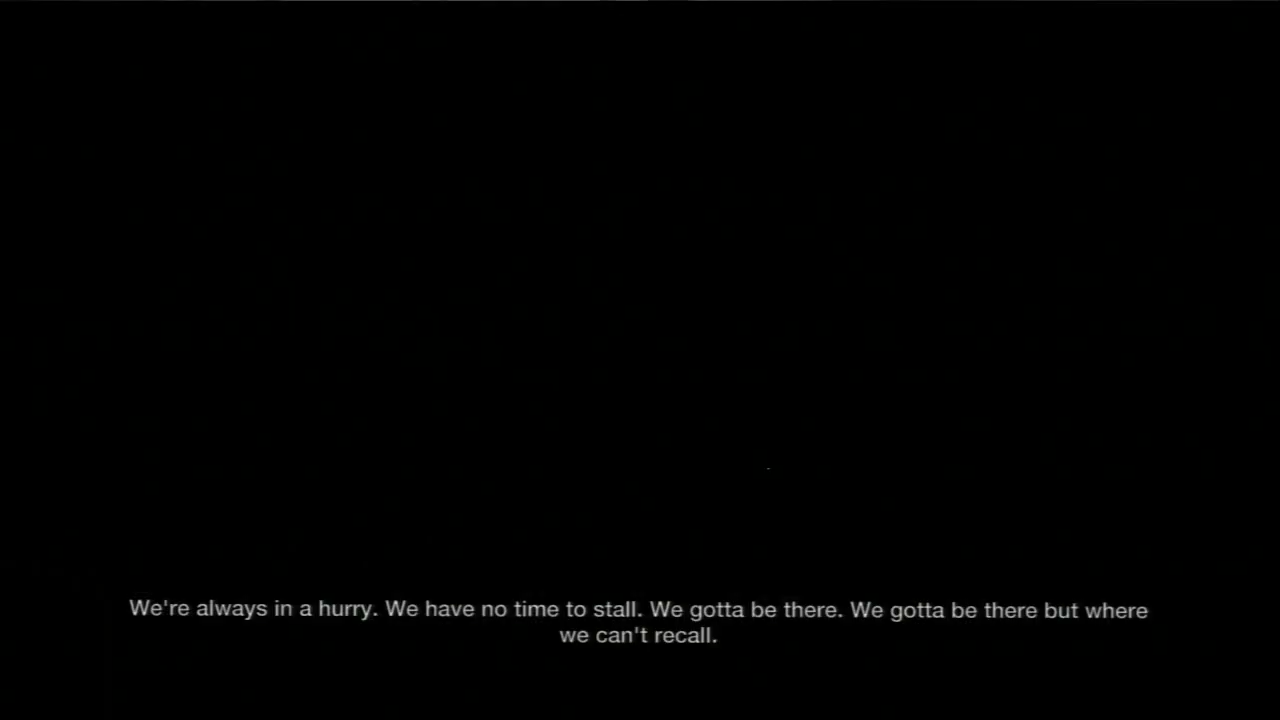 We're always in a hurry. We have no time to stall. We gotta be there. We gotta be there but where
we can't recall.